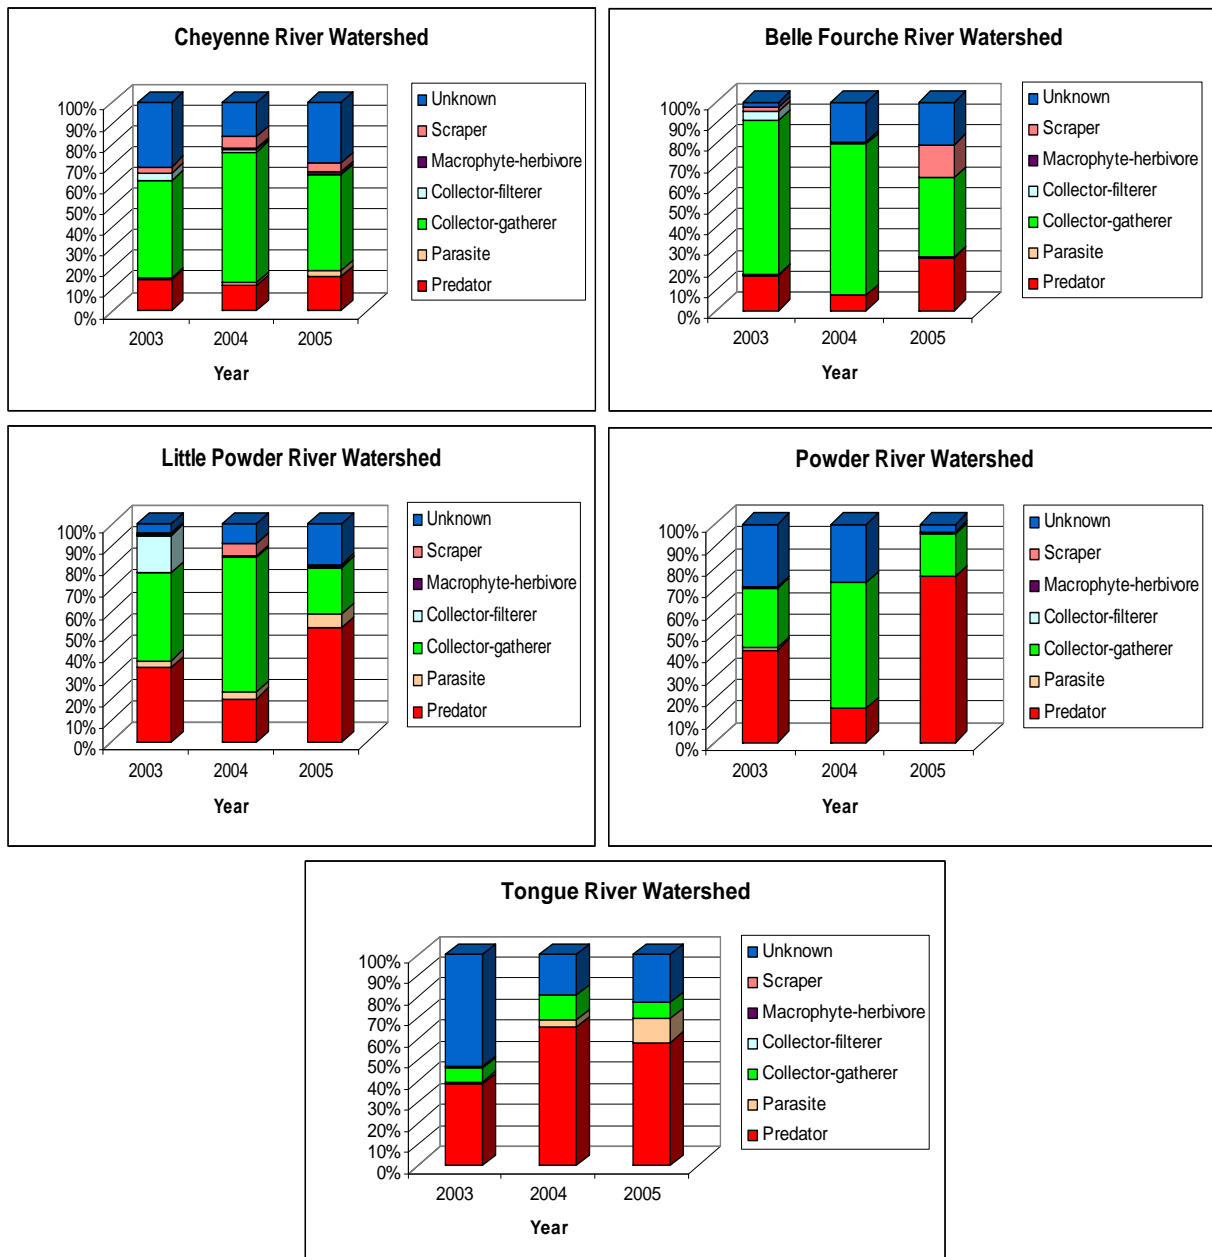 Cheyenne River Watershed
100%
90%
80%
70%
60%
50%
40%
30%
20%
10%
0%
2003 2004 2005
Year
Unknown
Scraper
Macrophyte-herbivore
Collector-filterer
Collector-gatherer
Parasite
Predator
Belle Fourche River Watershed
100%
90%
80%
70%
60%
50%
40%
30%
20%
10%
0%
2003 2004 2005
Year
Unknown
Scraper
Macrophyte-herbivore
Collector-filterer
Collector-gatherer
Parasite
Predator
Little Powder River Watershed
100%
90%
80%
70%
60%
50%
40%
30%
20%
10%
0%
2003 2004 2005
Year
Unknown
Scraper
Macrophyte-herbivore
Collector-filterer
Collector-gatherer
Parasite
Predator
Powder River Watershed
100%
90%
80%
70%
60%
50%
40%
30%
20%
10%
0%
2003 2004 2005
Year
Unknown
Scraper
Macrophyte-herbivore
Collector-filterer
Collector-gatherer
Parasite
Predator
Tongue River Watershed
100%
90%
80%
70%
60%
50%
40%
30%
20%
10%
0%
2003 2004 2005
Year
Unknown
Scraper
Macrophyte-herbivore
Collector-filterer
Collector-gatherer
Parasite
Predator